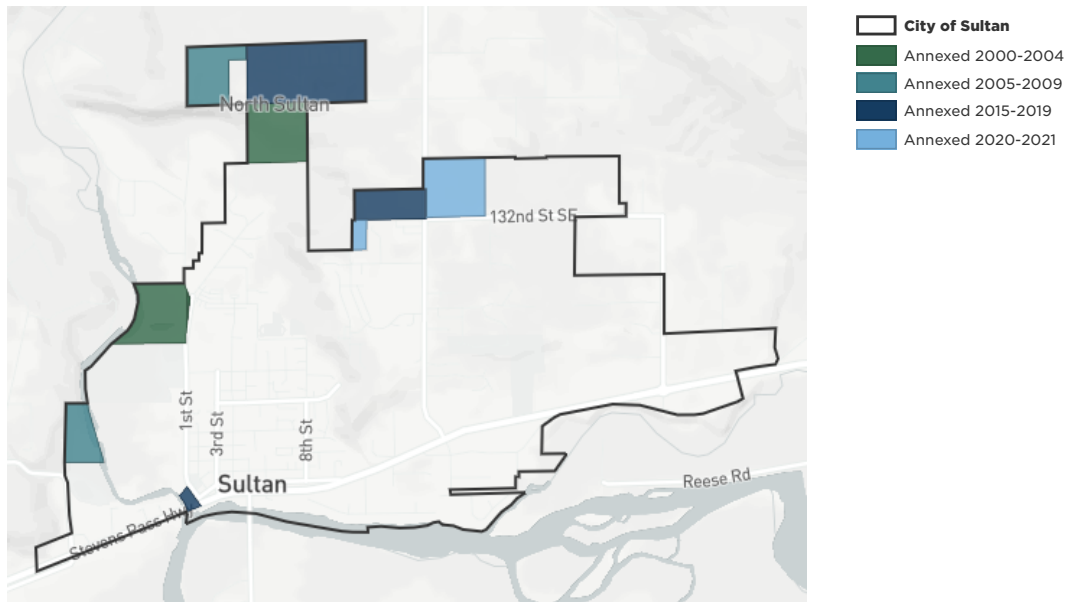 City of Sultan
Annexed 2000-2004
Annexed 2005-2009
Annexed 2015-2019
Annexed 2020-2021
North Sultan
132nd St SE
1st St
3rd St
8th St
Sultan
Reese Rd
Stevens Pass Hwy